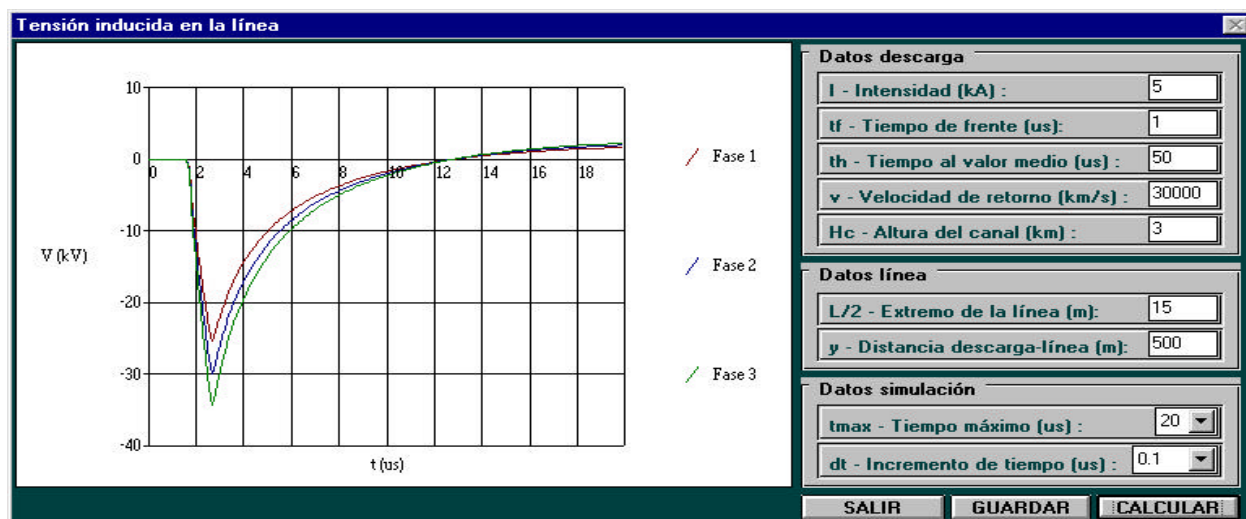 Tensión inducida en la línea
10
0
-10
-20
-30
-40
V (kV)
0 2 4 6 8 10 12 14 16 18
t (us)
Fase 1
Fase 2
Fase 3
Datos descarga
I - Intensidad (kA) : 5
tf - Tiempo de frente (us): 1
th - Tiempo al valor medio (us) : 50
v - Velocidad de retorno (km/s) : 30000
Hc - Altura del canal (km) : 3
Datos línea
L/2 - Extremo de la línea (m): 15
y - Distancia descarga-línea (m): 500
Datos simulación
tmax - Tiempo máximo (us) : 20
dt - Incremento de tiempo (us) : 0.1
SALIR GUARDAR CALCULAR